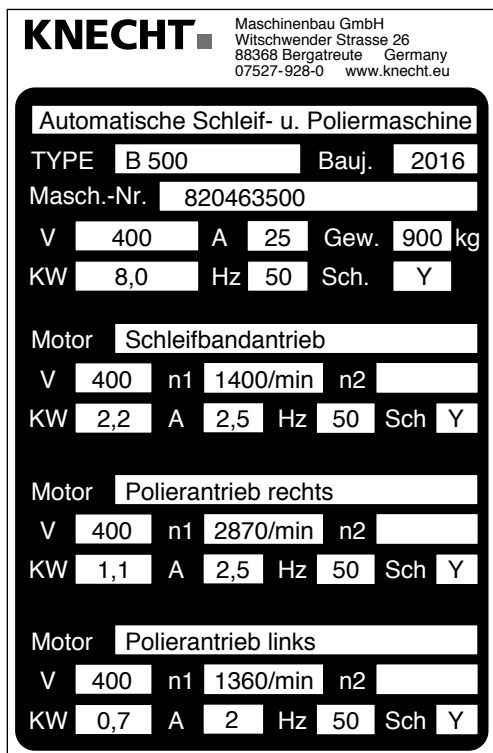 KNECHT
Maschinenbau GmbH
Witschwender Strasse 26
88368 Bergatreute Germany
07527-928-0 www.knecht.eu
Automatische Schleif- u. Poliermaschine
TYPE B 500 Bauj. 2016
Masch.-Nr. 820463500
V 400 A 25 Gew. 900 kg
KW 8,0 Hz 50 Sch. Y
Motor Schleifbandantrieb
V 400 n1 1400/min n2
KW 2,2 A 2,5 Hz 50 Sch Y
Motor Polierantrieb rechts
V 400 n1 2870/min n2
KW 1,1 A 2,5 Hz 50 Sch Y
Motor Polierantrieb links
V 400 n1 1360/min n2
KW 0,7 A 2 Hz 50 Sch Y